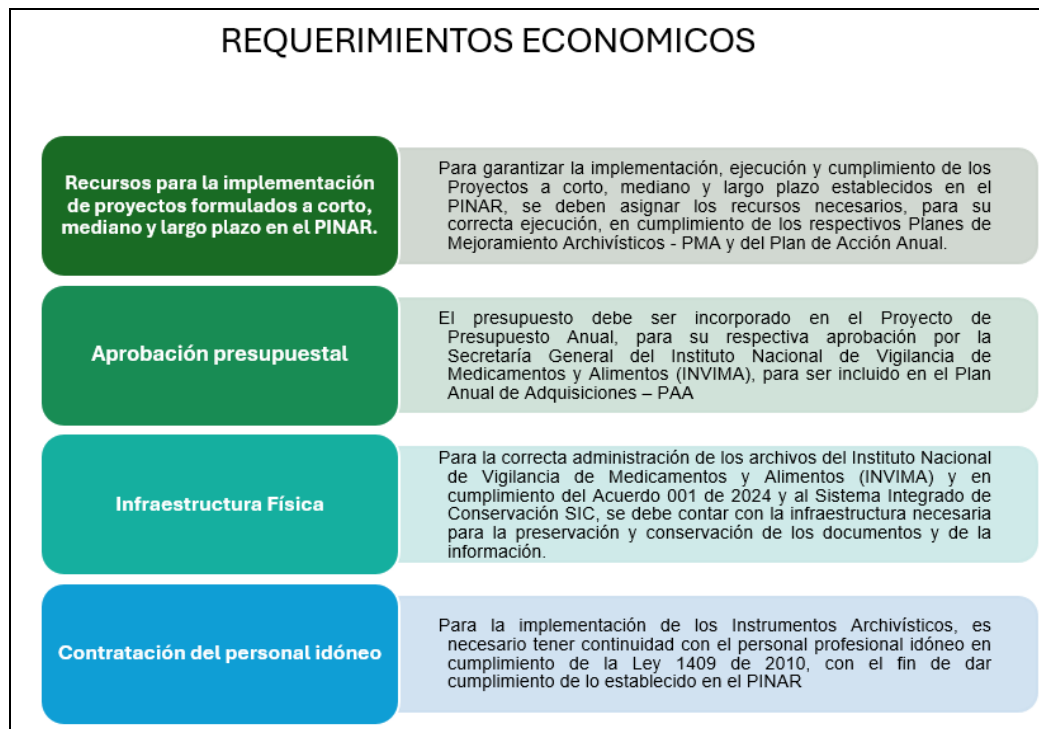 REQUERIMIENTOS ECONOMICOS
Recursos para la implementación
de proyectos formulados a corto,
mediano y largo plazo en el PINAR.
Para garantizar la implementación, ejecución y cumplimiento de los
Proyectos a corto, mediano y largo plazo establecidos en el
PINAR, se deben asignar los recursos necesarios, para su
correcta ejecución, en cumplimiento de los respectivos Planes de
Mejoramiento Archivísticos - PMA y del Plan de Acción Anual.
Aprobación presupuestal
El presupuesto debe ser incorporado en el Proyecto de
Presupuesto Anual, para su respectiva aprobación por la
Secretaría General del Instituto Nacional de Vigilancia de
Medicamentos y Alimentos (INVIMA), para ser incluido en el Plan
Anual de Adquisiciones – PAA
Infraestructura Física
Para la correcta administración de los archivos del Instituto Nacional
de Vigilancia de Medicamentos y Alimentos (INVIMA) y en
cumplimiento del Acuerdo 001 de 2024 y al Sistema Integrado de
Conservación SIC, se debe contar con la infraestructura necesaria
para la preservación y conservación de los documentos y de la
información.
Contratación del personal idóneo
Para la implementación de los Instrumentos Archivísticos, es
necesario tener continuidad con el personal profesional idóneo en
cumplimiento de la Ley 1409 de 2010, con el fin de dar
cumplimiento de lo establecido en el PINAR